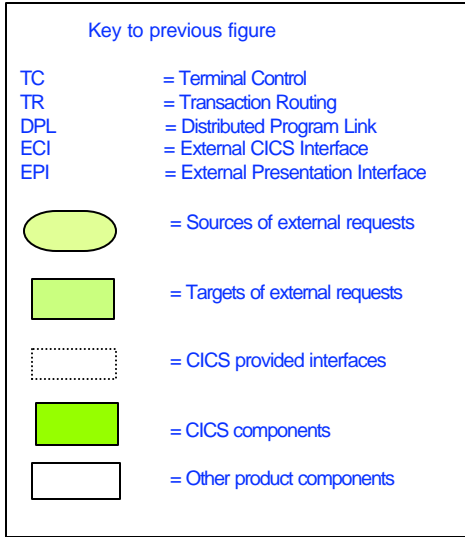 Key to previous figure
TC = Terminal Control
TR = Transaction Routing
DPL = Distributed Program Link
ECI = External CICS Interface
EPI = External Presentation Interface
= Sources of external requests
= Targets of external requests
= CICS provided interfaces
= CICS components
= Other product components